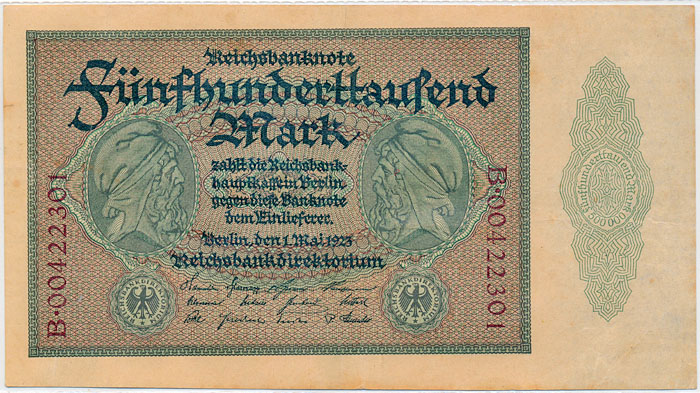 Reichsbanknote
Fünfhunderttausend
Mark
zahlt die Reichsbank-
hauptkasse in Berlin
gegen diese Banknote
dem Einlieferer.
Berlin, den 1. Mai 1923
Reichsbankdirektorium
B·00422301
B·00422301